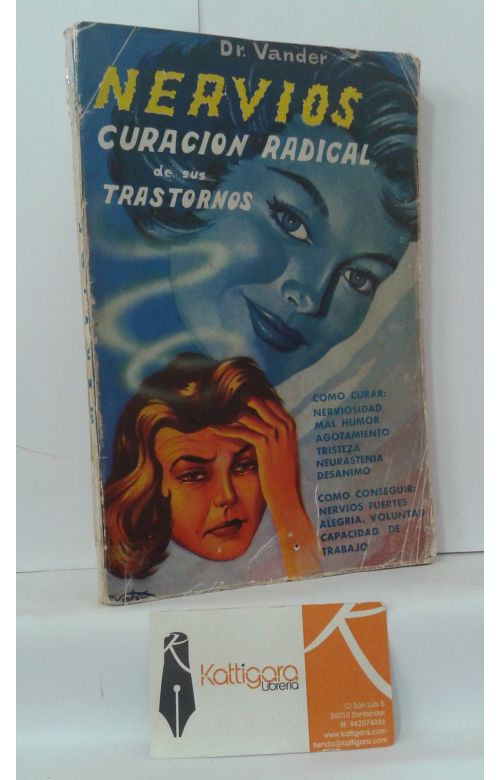 Dr. Vander
NERVIOS
CURACION RADICAL
de sus
TRASTORNOS
COMO CURAR:
NERVIOSIDAD
MAL HUMOR
AGOTAMIENTO
TRISTEZA
NEURASTENIA
DESANIMO
COMO CONSEGUIR:
NERVIOS FUERTES
ALEGRIA. VOLUNTAD
CAPACIDAD DE
TRABAJO
Kattigara
Librería
C/ San Luis 5
39010 Santander
tlf: 942074286
www.kattigara.com
tienda@kattigara.com